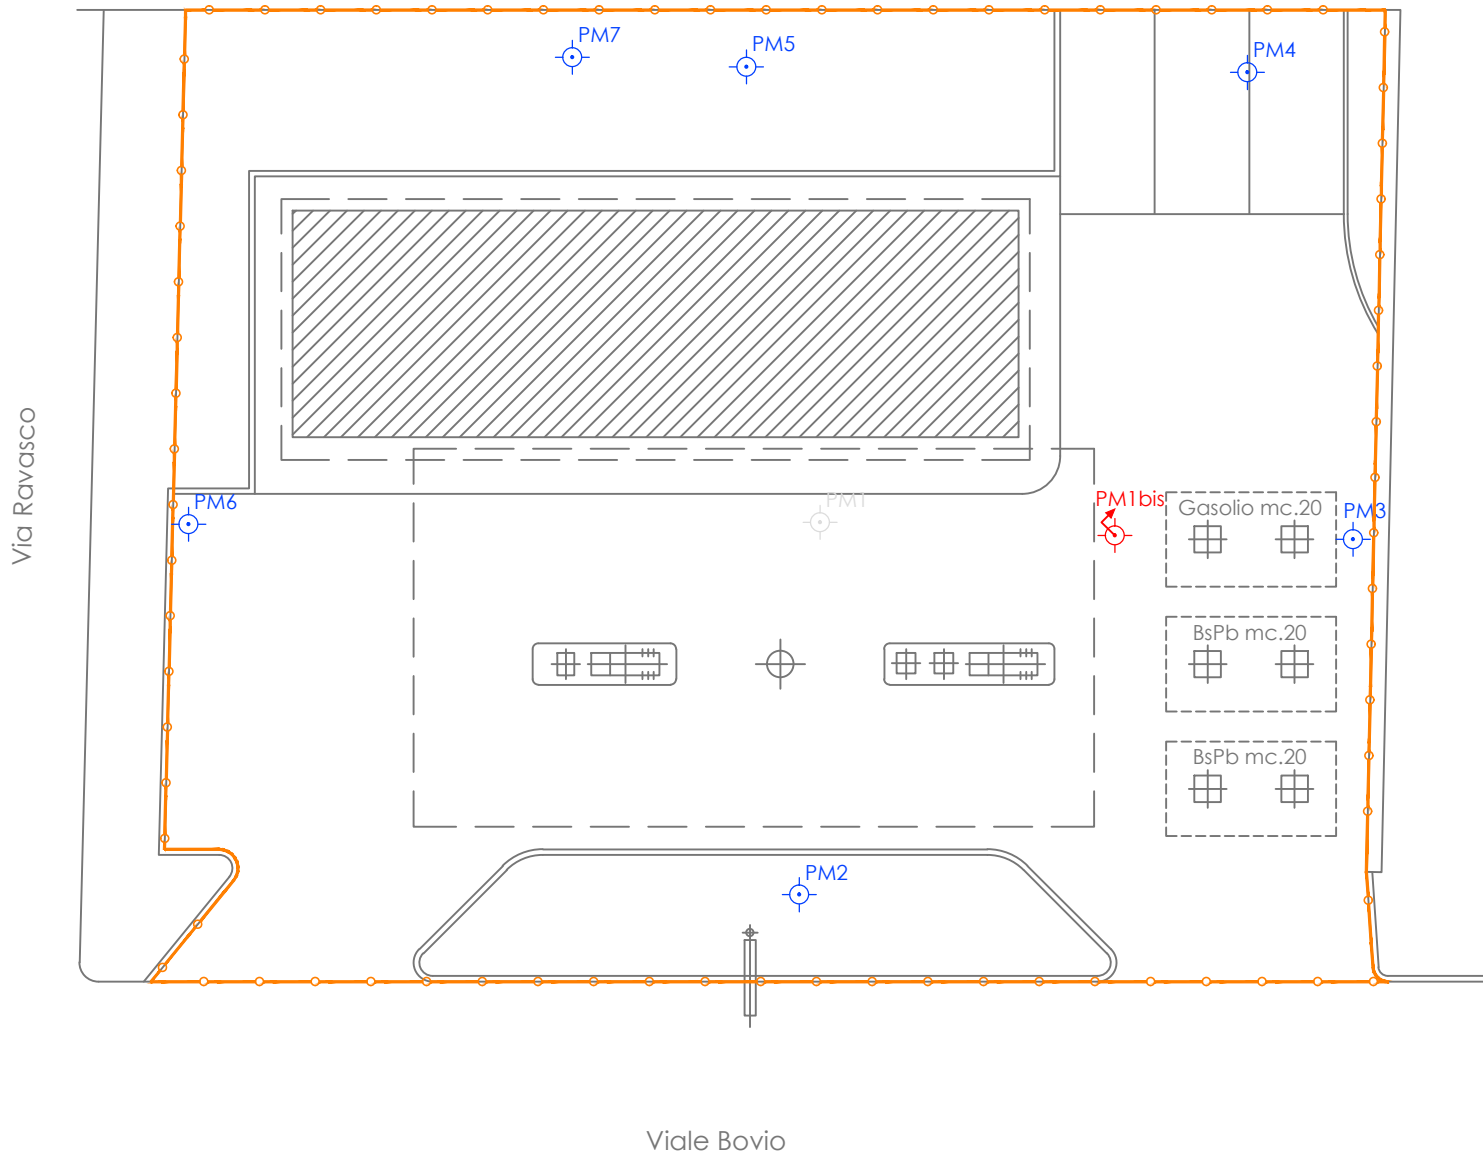 PM7
PM5
PM4
Via Ravasco
PM6
PM1
PM1bis
Gasolio mc.20
PM3
BsPb mc.20
BsPb mc.20
PM2
Viale Bovio